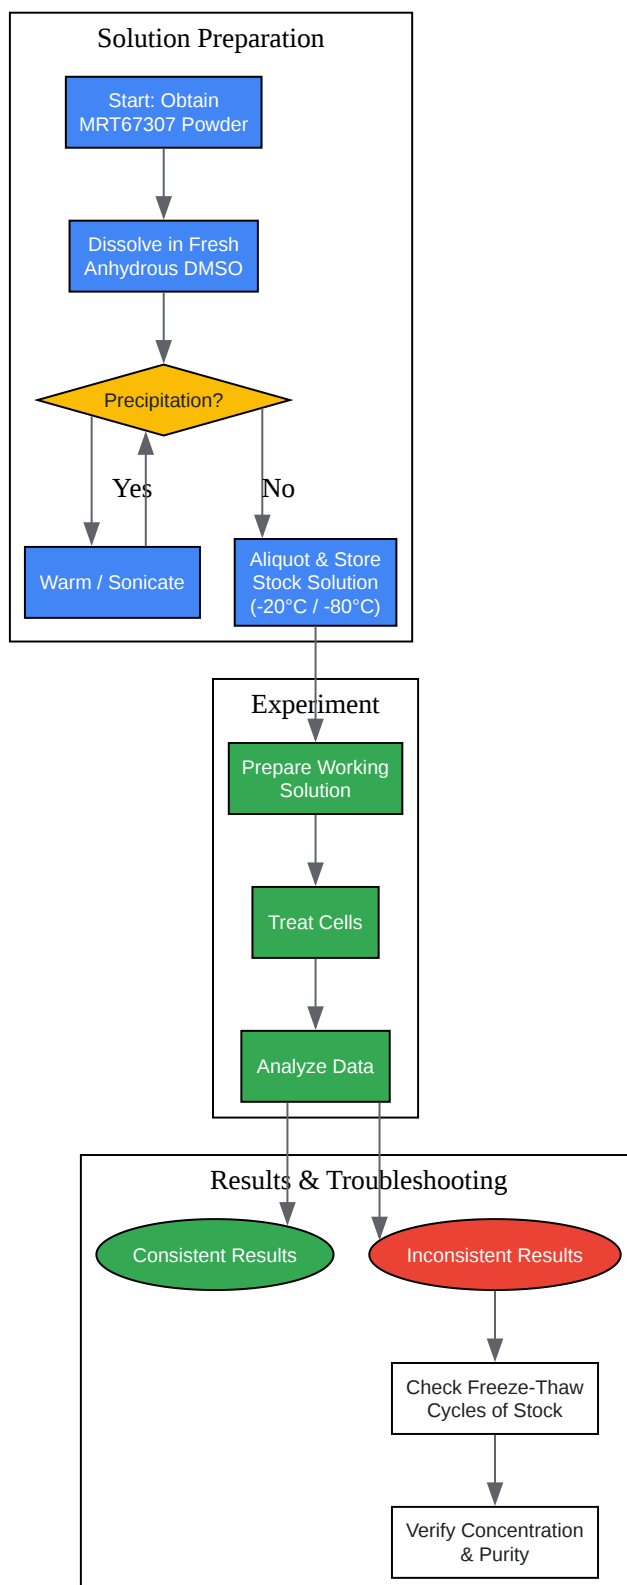 Solution Preparation
Start: Obtain
MRT67307 Powder
Dissolve in Fresh
Anhydrous DMSO
Precipitation?
Yes
No
Warm / Sonicate
Aliquot & Store
Stock Solution
(-20°C / -80°C)
Experiment
Prepare Working
Solution
Treat Cells
Analyze Data
Results & Troubleshooting
Consistent Results
Inconsistent Results
Check Freeze-Thaw
Cycles of Stock
Verify Concentration
& Purity